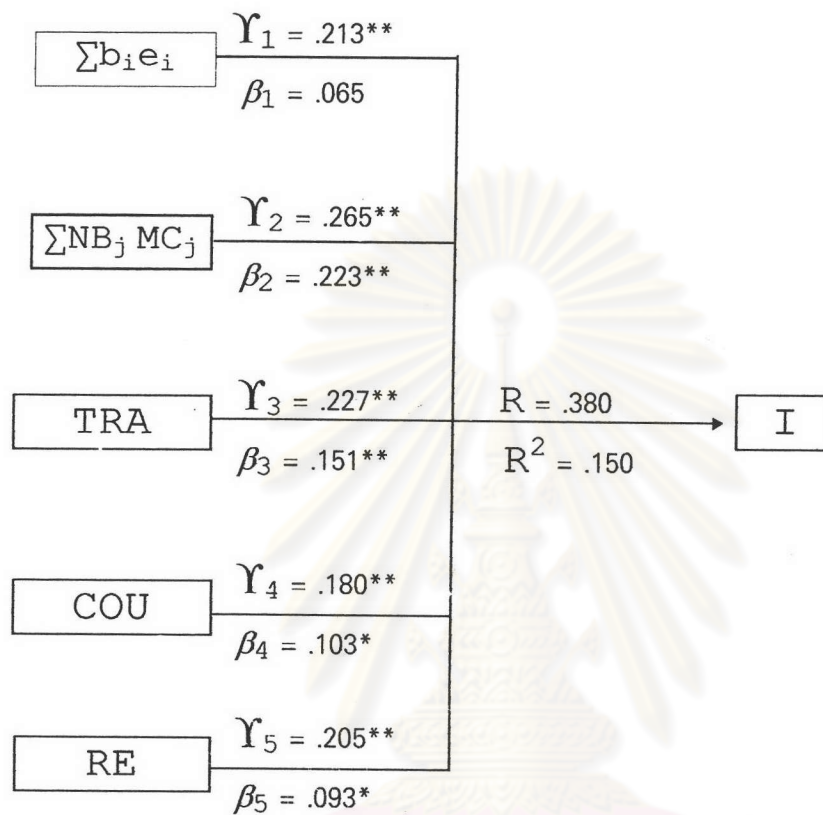 ϒ₁ = .213**
∑bᵢeᵢ
β₁ = .065
ϒ₂ = .265**
∑NBⱼ MCⱼ
β₂ = .223**
ϒ₃ = .227**
TRA
R = .380
I
β₃ = .151**
R² = .150
ϒ₄ = .180**
COU
β₄ = .103*
ϒ₅ = .205**
RE
β₅ = .093*